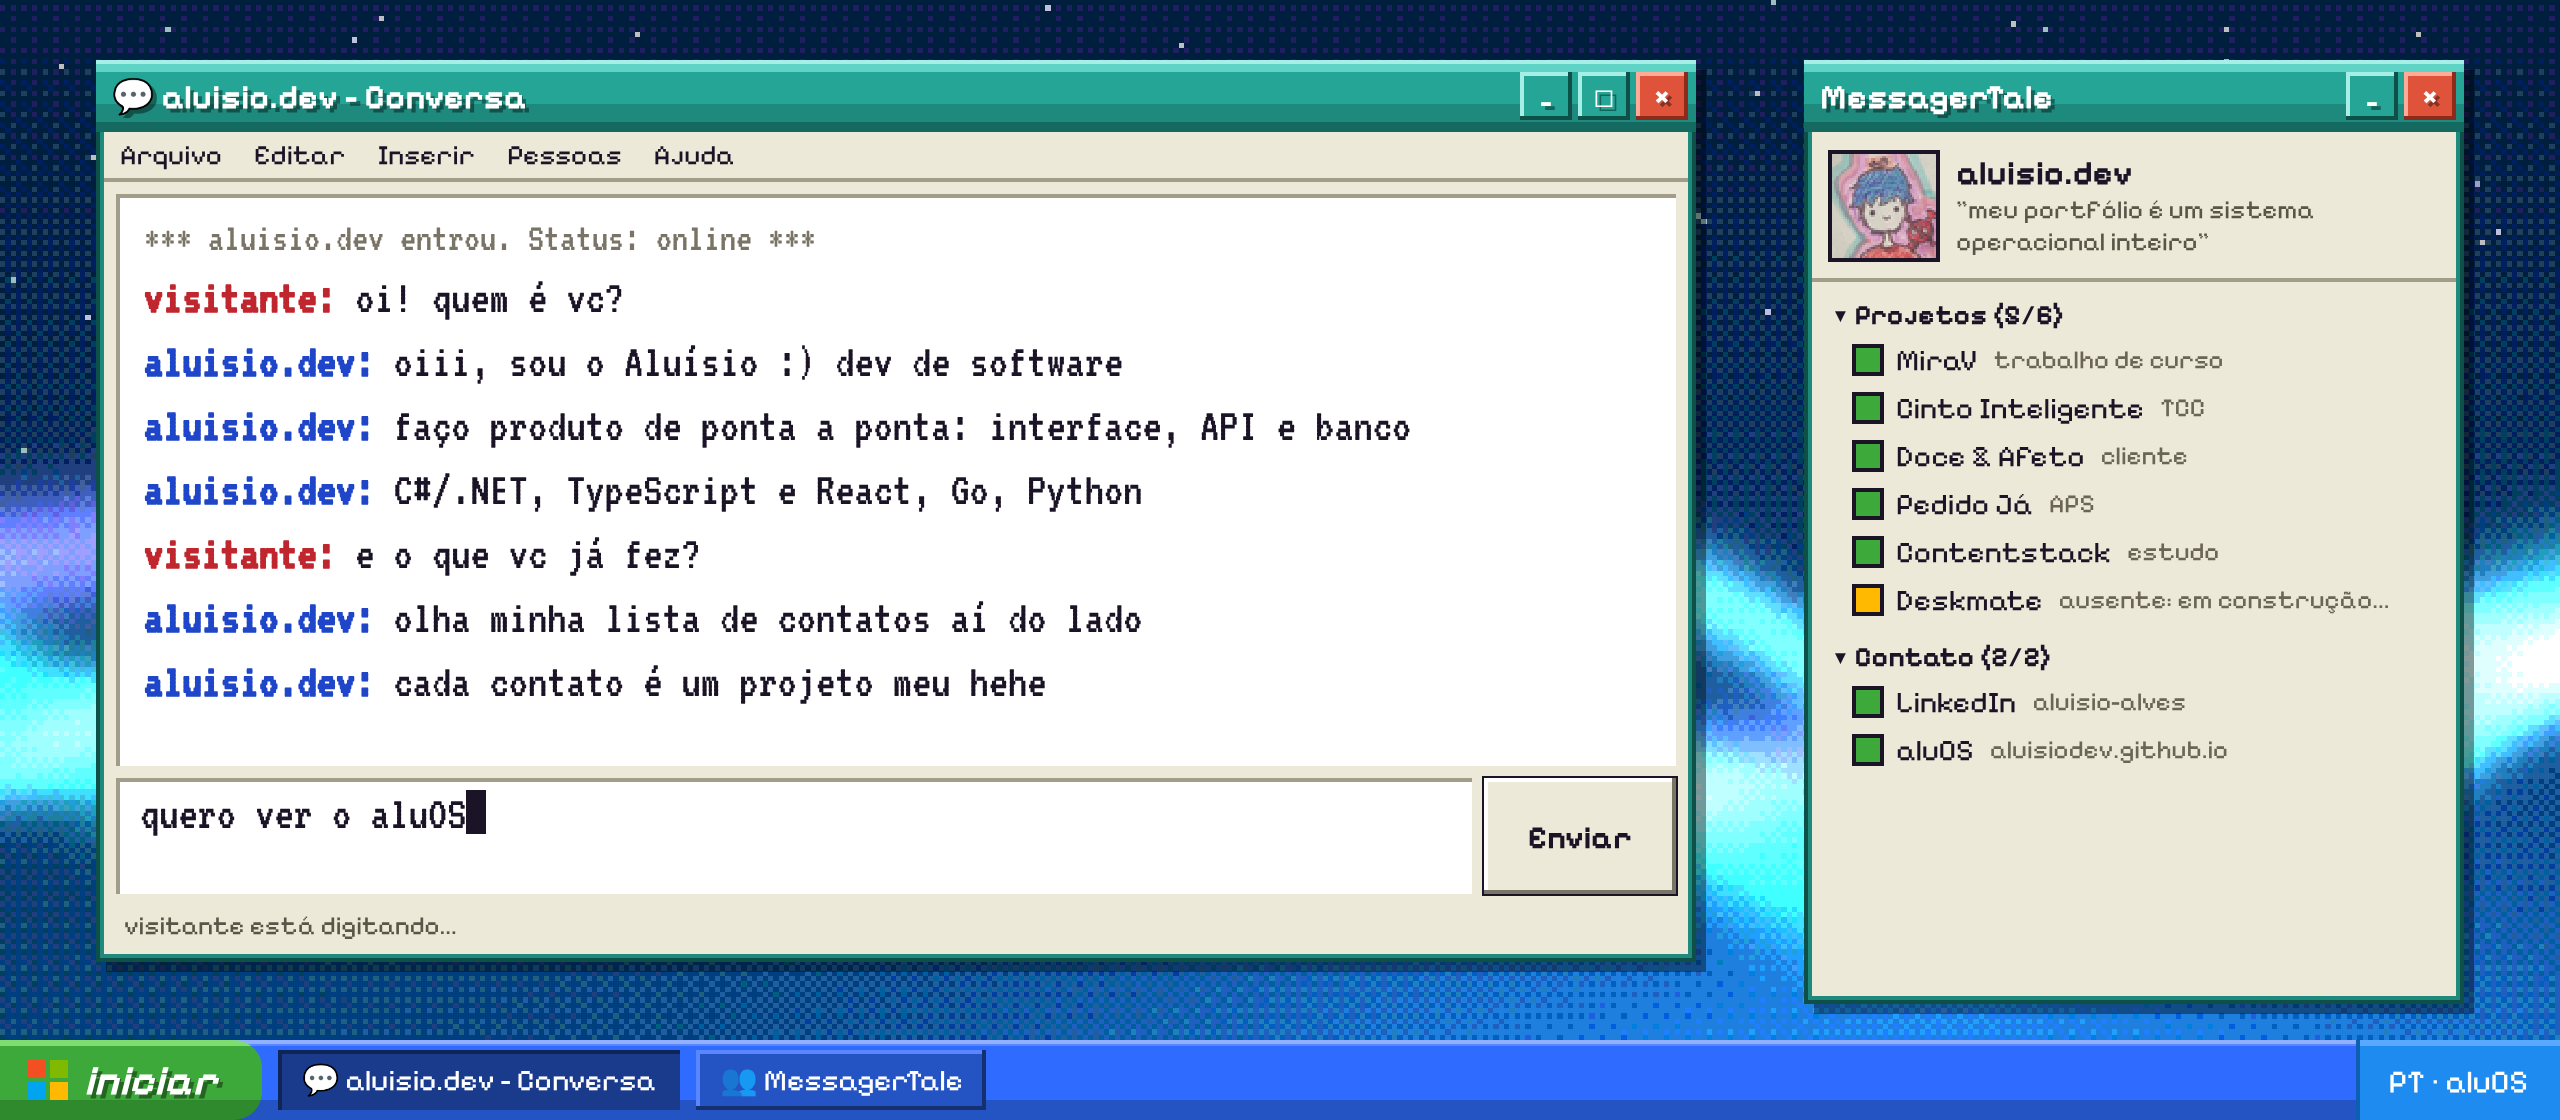 aluisio.dev - Conversa
Arquivo Editar Inserir Pessoas Ajuda
*** aluisio.dev entrou. Status: online ***
visitante: oi! quem é vc?
aluisio.dev: oiii, sou o Aluísio :) dev de software
aluisio.dev: faço produto de ponta a ponta: interface, API e banco
aluisio.dev: C#/.NET, TypeScript e React, Go, Python
visitante: e o que vc já fez?
aluisio.dev: olha minha lista de contatos aí do lado
aluisio.dev: cada contato é um projeto meu hehe
quero ver o aluOS
Enviar
visitante está digitando...
MessagerTale
aluisio.dev
"meu portfólio é um sistema
operacional inteiro"
▾ Projetos (9/6)
MiraV trabalho de curso
Cinto Inteligente TCC
Doce & Afeto cliente
Pedido Já APS
Contentstack estudo
Deskmate ausente: em construção...
▾ Contato (2/2)
LinkedIn aluisio-alves
aluOS aluisiodev.github.io
iniciar
aluisio.dev - Conversa
MessagerTale
PT · aluOS